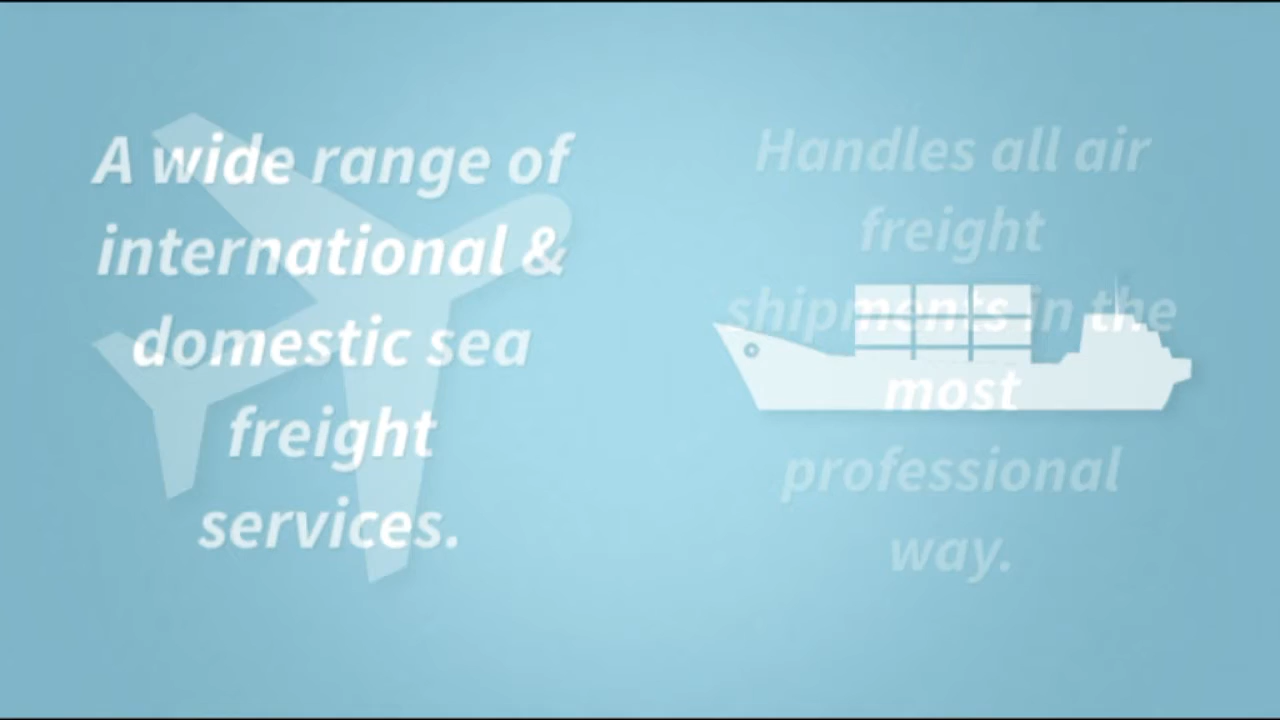 A wide range of
international &
domestic sea
freight
services.
Handles all air
freight
shipments in the
most
professional
way.